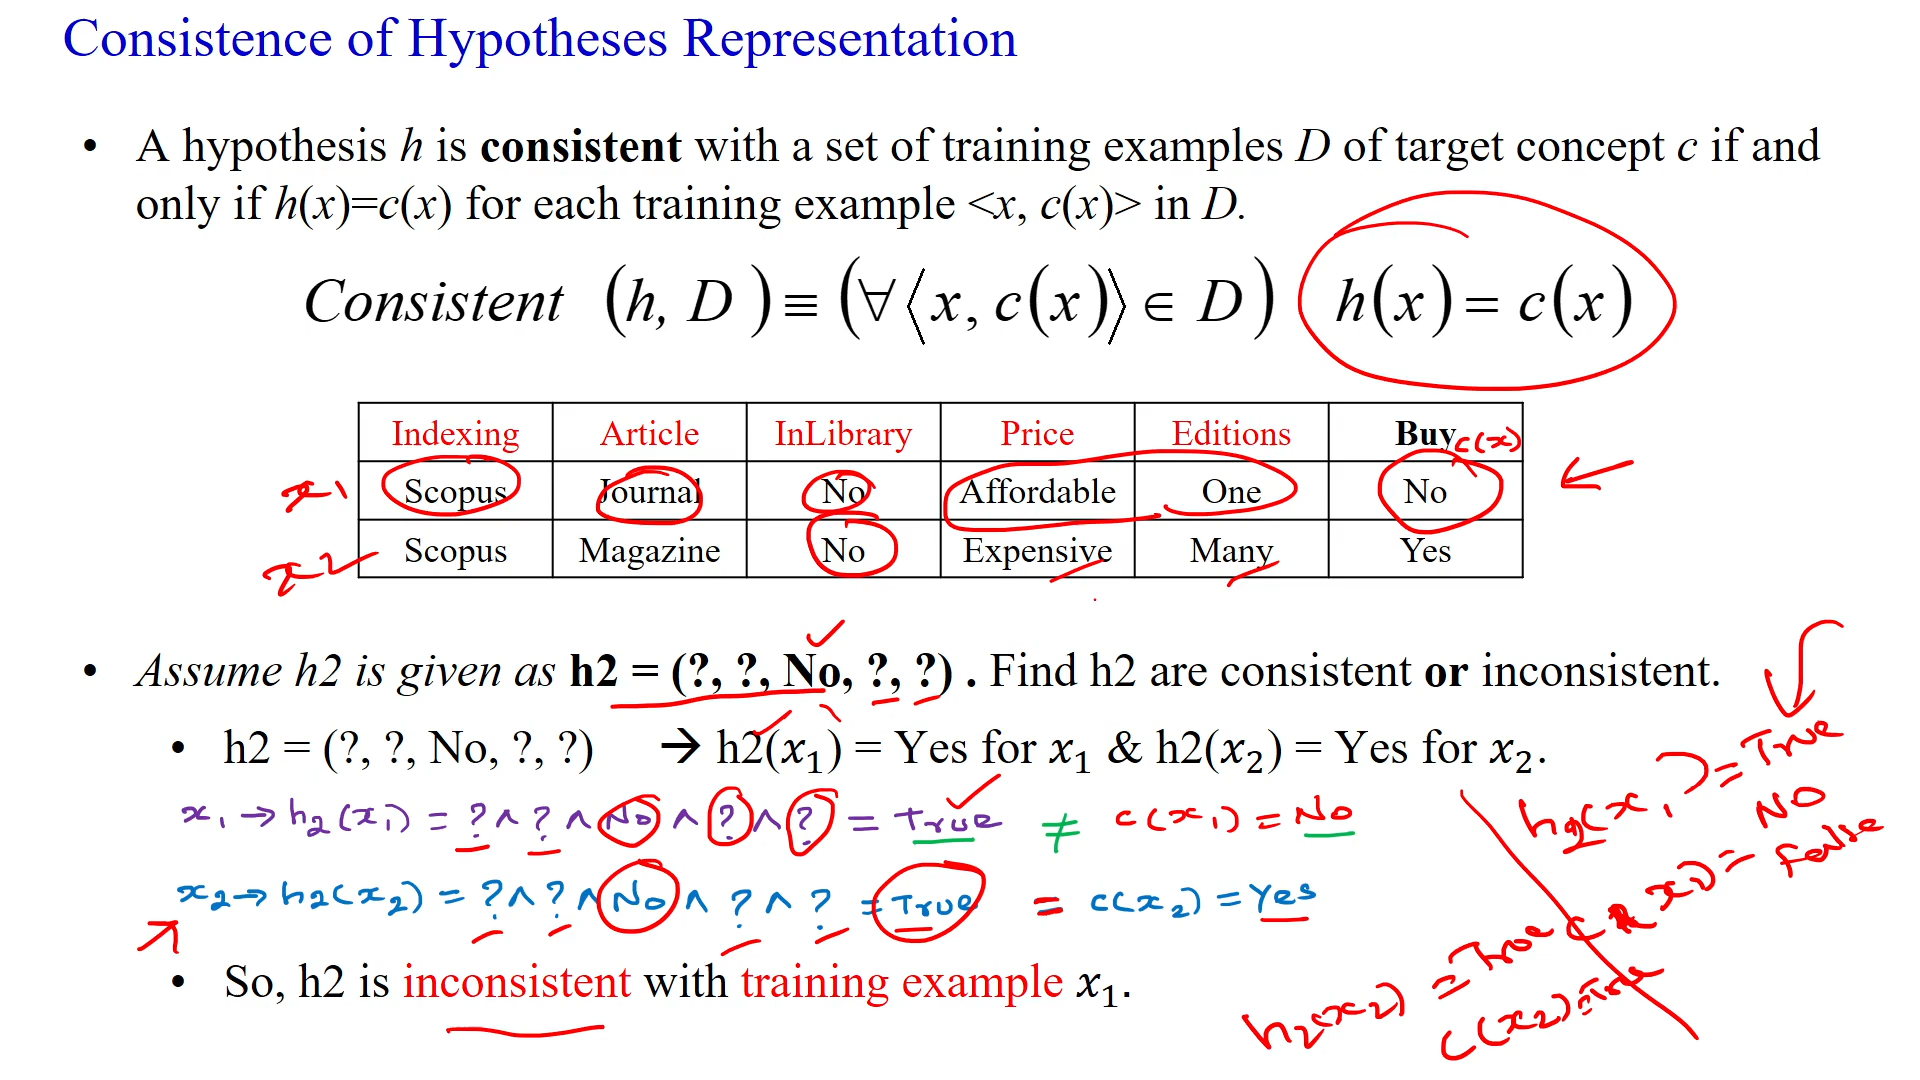 Consistence of Hypotheses Representation
• A hypothesis h is consistent with a set of training examples D of target concept c if and
only if h(x)=c(x) for each training example <x, c(x)> in D.
Consistent (h, D) ≡ (∀⟨x, c(x)⟩ ∈ D) h(x) = c(x)
Indexing Article InLibrary Price Editions Buy c(x)
x1 Scopus Journal No Affordable One No
x2 Scopus Magazine No Expensive Many Yes
• Assume h2 is given as h2 = (?, ?, No, ?, ?) . Find h2 are consistent or inconsistent.
• h2 = (?, ?, No, ?, ?) → h2(x₁) = Yes for x₁ & h2(x₂) = Yes for x₂.
x₁ → h₂(x₁) = ? ∧ ? ∧ No ∧ ? ∧ ? = True ≠ c(x₁) = No
x₂ → h₂(x₂) = ? ∧ ? ∧ No ∧ ? ∧ ? = True = c(x₂) = Yes
• So, h2 is inconsistent with training example x₁.
h2(x1) = True
NO
c(x1) = False
h2(x2) = True
c(x2) = True